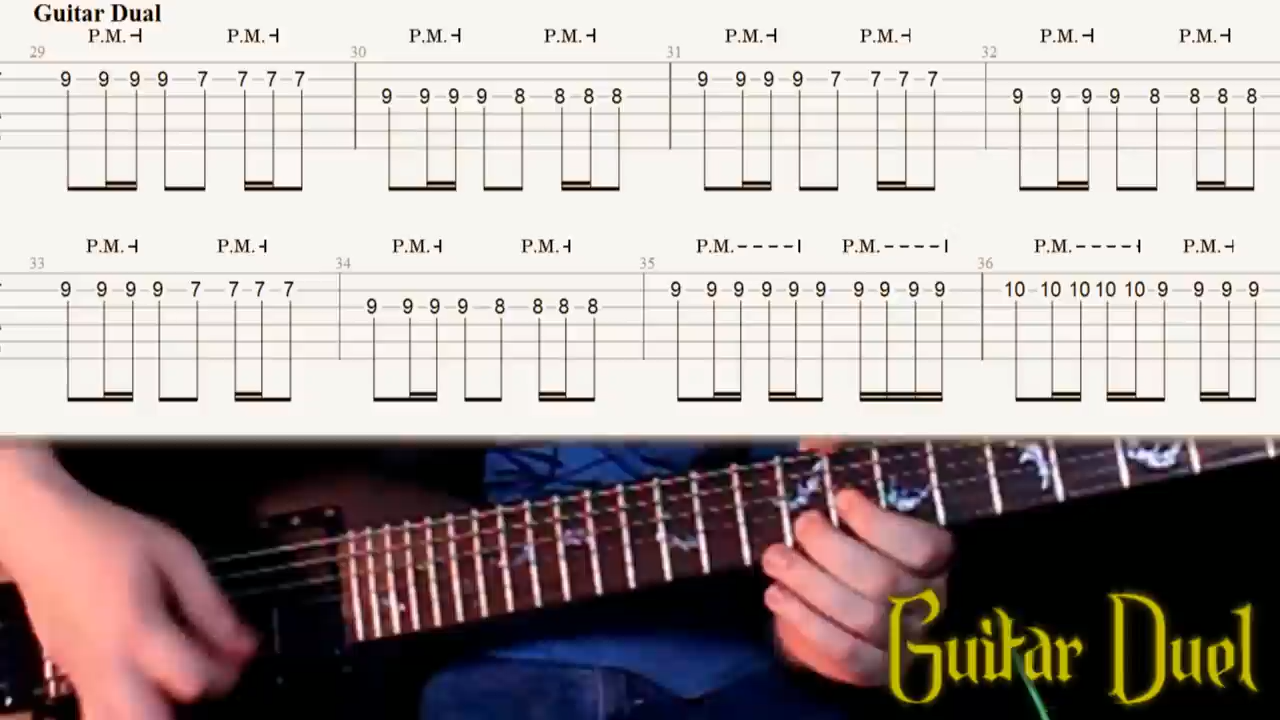 Guitar Dual
P.M. P.M. P.M. P.M. P.M. P.M. P.M. P.M.
29 30 31 32
9 9 9 9 7 7 7 7 9 9 9 9 8 8 8 8 9 9 9 9 7 7 7 7 9 9 9 9 8 8 8 8
P.M. P.M. P.M. P.M. P.M.----| P.M.----| P.M.----| P.M.
33 34 35 36
9 9 9 9 7 7 7 7 9 9 9 9 8 8 8 8 9 9 9 9 9 9 9 9 9 9 10 10 10 10 10 9 9 9 9
Guitar Duel